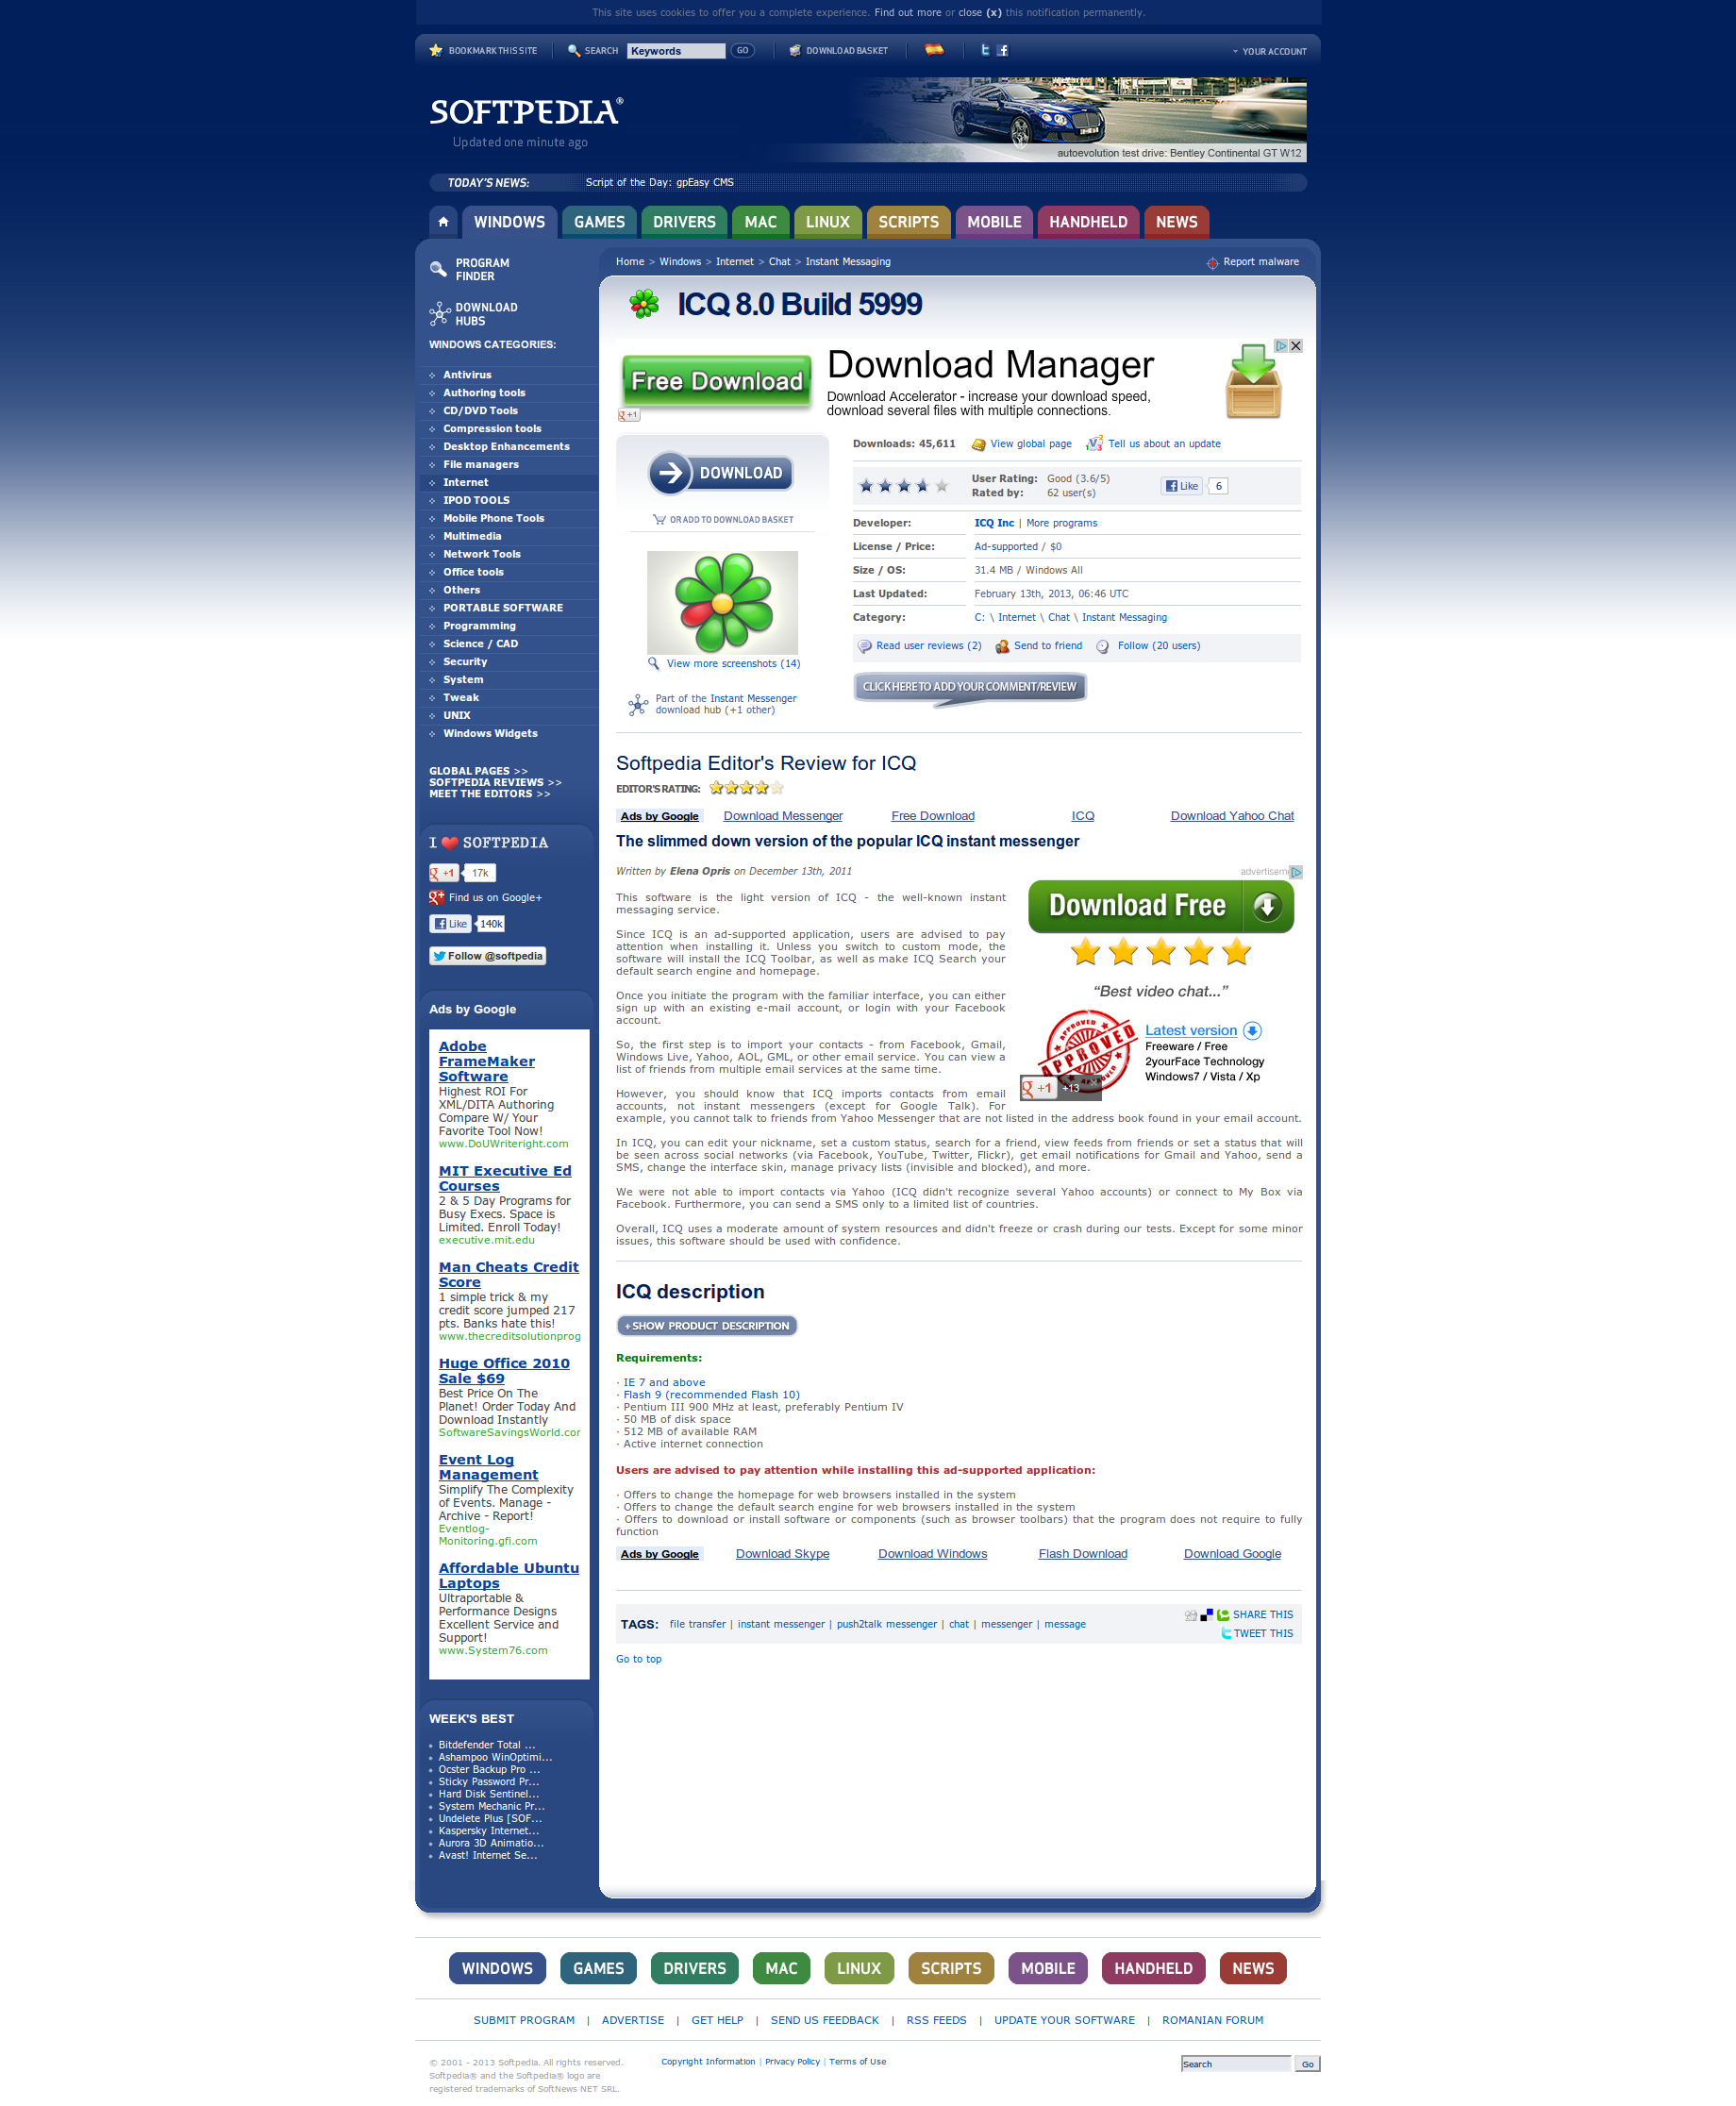 This site uses cookies to offer you a complete experience. Find out more or close (x) this notification permanently.
BOOKMARK THIS SITE
SEARCH
Keywords
GO
DOWNLOAD BASKET
YOUR ACCOUNT
SOFTPEDIA®
Updated one minute ago
autoevolution test drive: Bentley Continental GT W12
TODAY'S NEWS:
Script of the Day: gpEasy CMS
WINDOWS
GAMES
DRIVERS
MAC
LINUX
SCRIPTS
MOBILE
HANDHELD
NEWS
PROGRAM
FINDER
DOWNLOAD
HUBS
WINDOWS CATEGORIES:
Antivirus
Authoring tools
CD/DVD Tools
Compression tools
Desktop Enhancements
File managers
Internet
IPOD TOOLS
Mobile Phone Tools
Multimedia
Network Tools
Office tools
Others
PORTABLE SOFTWARE
Programming
Science / CAD
Security
System
Tweak
UNIX
Windows Widgets
GLOBAL PAGES >>
SOFTPEDIA REVIEWS >>
MEET THE EDITORS >>
I SOFTPEDIA
g +1 17k
g+ Find us on Google+
Like 140k
Follow @softpedia
Ads by Google
Adobe
FrameMaker
Software
Highest ROI For
XML/DITA Authoring
Compare W/ Your
Favorite Tool Now!
www.DoUWriteright.com
MIT Executive Ed
Courses
2 & 5 Day Programs for
Busy Execs. Space is
Limited. Enroll Today!
executive.mit.edu
Man Cheats Credit
Score
1 simple trick & my
credit score jumped 217
pts. Banks hate this!
www.thecreditsolutionprog
Huge Office 2010
Sale $69
Best Price On The
Planet! Order Today And
Download Instantly
SoftwareSavingsWorld.cor
Event Log
Management
Simplify The Complexity
of Events. Manage -
Archive - Report!
Eventlog-
Monitoring.gfi.com
Affordable Ubuntu
Laptops
Ultraportable &
Performance Designs
Excellent Service and
Support!
www.System76.com
WEEK'S BEST
Bitdefender Total ...
Ashampoo WinOptimi...
Ocster Backup Pro ...
Sticky Password Pr...
Hard Disk Sentinel...
System Mechanic Pr...
Undelete Plus [SOF...
Kaspersky Internet...
Aurora 3D Animatio...
Avast! Internet Se...
Home > Windows > Internet > Chat > Instant Messaging
Report malware
ICQ 8.0 Build 5999
Free Download
g +1
Download Manager
Download Accelerator - increase your download speed,
download several files with multiple connections.
DOWNLOAD
OR ADD TO DOWNLOAD BASKET
View more screenshots (14)
Part of the Instant Messenger
download hub (+1 other)
Downloads: 45,611
View global page
Tell us about an update
User Rating: Good (3.6/5)
Rated by: 62 user(s)
Like 6
Developer: ICQ Inc | More programs
License / Price: Ad-supported / $0
Size / OS: 31.4 MB / Windows All
Last Updated: February 13th, 2013, 06:46 UTC
Category: C: \ Internet \ Chat \ Instant Messaging
Read user reviews (2)
Send to friend
Follow (20 users)
CLICK HERE TO ADD YOUR COMMENT/REVIEW
Softpedia Editor's Review for ICQ
EDITOR'S RATING:
Ads by Google
Download Messenger
Free Download
ICQ
Download Yahoo Chat
The slimmed down version of the popular ICQ instant messenger
Written by Elena Opris on December 13th, 2011
This software is the light version of ICQ - the well-known instant
messaging service.
Since ICQ is an ad-supported application, users are advised to pay
attention when installing it. Unless you switch to custom mode, the
software will install the ICQ Toolbar, as well as make ICQ Search your
default search engine and homepage.
Once you initiate the program with the familiar interface, you can either
sign up with an existing e-mail account, or login with your Facebook
account.
So, the first step is to import your contacts - from Facebook, Gmail,
Windows Live, Yahoo, AOL, GML, or other email service. You can view a
list of friends from multiple email services at the same time.
However, you should know that ICQ imports contacts from email
accounts, not instant messengers (except for Google Talk). For
example, you cannot talk to friends from Yahoo Messenger that are not listed in the address book found in your email account.
In ICQ, you can edit your nickname, set a custom status, search for a friend, view feeds from friends or set a status that will
be seen across social networks (via Facebook, YouTube, Twitter, Flickr), get email notifications for Gmail and Yahoo, send a
SMS, change the interface skin, manage privacy lists (invisible and blocked), and more.
We were not able to import contacts via Yahoo (ICQ didn't recognize several Yahoo accounts) or connect to My Box via
Facebook. Furthermore, you can send a SMS only to a limited list of countries.
Overall, ICQ uses a moderate amount of system resources and didn't freeze or crash during our tests. Except for some minor
issues, this software should be used with confidence.
advertiseme
Download Free
“Best video chat...”
APPROVED
Latest version
Freeware / Free
2yourFace Technology
Windows7 / Vista / Xp
g +1 +13
ICQ description
+ SHOW PRODUCT DESCRIPTION
Requirements:
· IE 7 and above
· Flash 9 (recommended Flash 10)
· Pentium III 900 MHz at least, preferably Pentium IV
· 50 MB of disk space
· 512 MB of available RAM
· Active internet connection
Users are advised to pay attention while installing this ad-supported application:
· Offers to change the homepage for web browsers installed in the system
· Offers to change the default search engine for web browsers installed in the system
· Offers to download or install software or components (such as browser toolbars) that the program does not require to fully
function
Ads by Google
Download Skype
Download Windows
Flash Download
Download Google
TAGS: file transfer | instant messenger | push2talk messenger | chat | messenger | message
SHARE THIS
TWEET THIS
Go to top
WINDOWS
GAMES
DRIVERS
MAC
LINUX
SCRIPTS
MOBILE
HANDHELD
NEWS
SUBMIT PROGRAM | ADVERTISE | GET HELP | SEND US FEEDBACK | RSS FEEDS | UPDATE YOUR SOFTWARE | ROMANIAN FORUM
© 2001 - 2013 Softpedia. All rights reserved.
Softpedia® and the Softpedia® logo are
registered trademarks of SoftNews NET SRL.
Copyright Information | Privacy Policy | Terms of Use
Search
Go